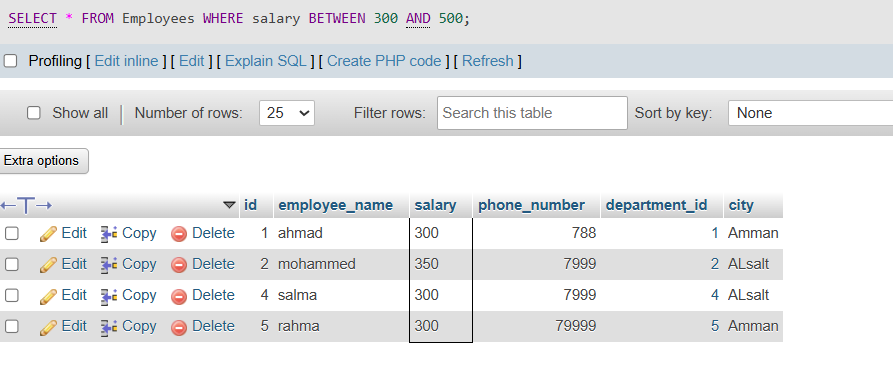 SELECT * FROM Employees WHERE salary BETWEEN 300 AND 500;
Profiling [ Edit inline ] [ Edit ] [ Explain SQL ] [ Create PHP code ] [ Refresh ]
Show all Number of rows: 25 Filter rows: Search this table Sort by key: None
Extra options
id employee_name salary phone_number department_id city
Edit Copy Delete 1 ahmad 300 788 1 Amman
Edit Copy Delete 2 mohammed 350 7999 2 ALsalt
Edit Copy Delete 4 salma 300 7999 4 ALsalt
Edit Copy Delete 5 rahma 300 79999 5 Amman